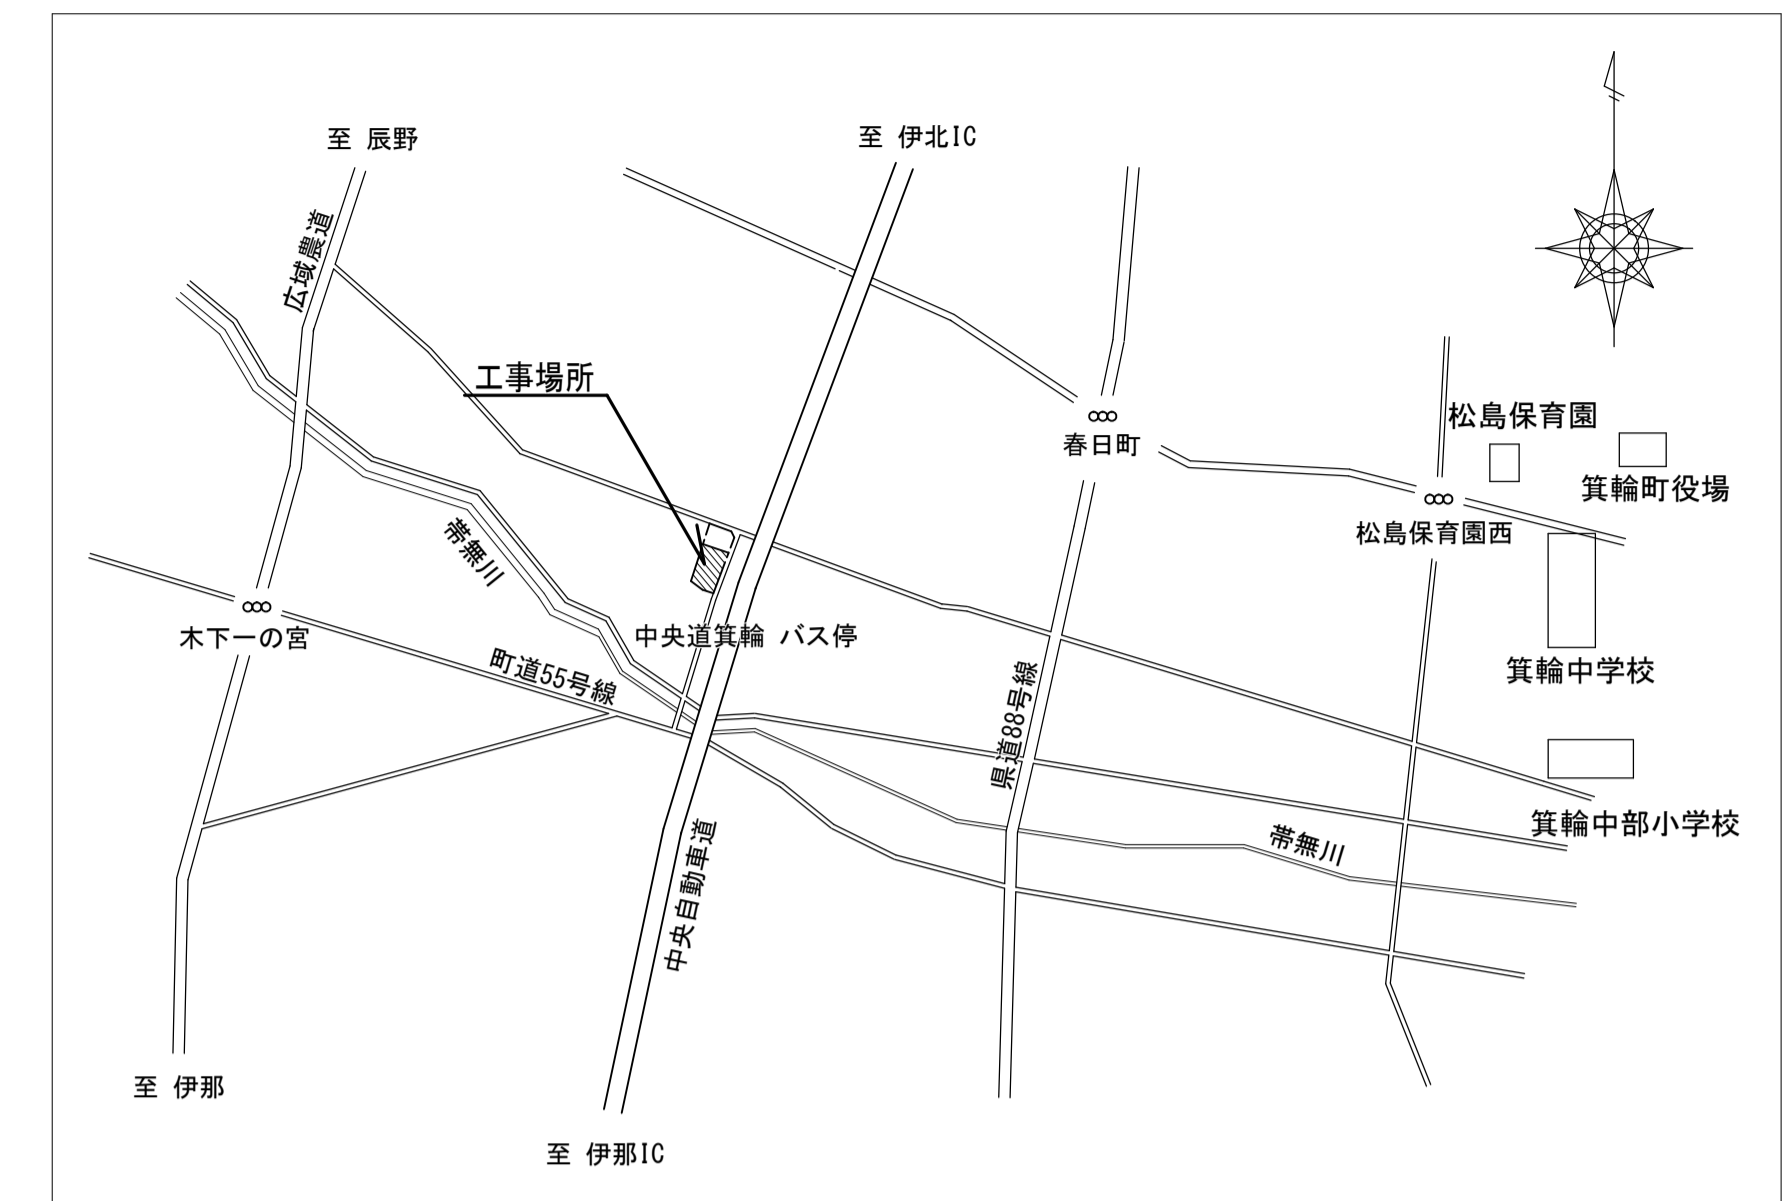 至 辰野
至 伊北IC
広域農道
工事場所
松島保育園
春日町
箕輪町役場
松島保育園西
帯無川
木下一の宮
中央道箕輪 バス停
町道55号線
箕輪中学校
県道88号線
箕輪中部小学校
帯無川
中央自動車道
至 伊那
至 伊那IC